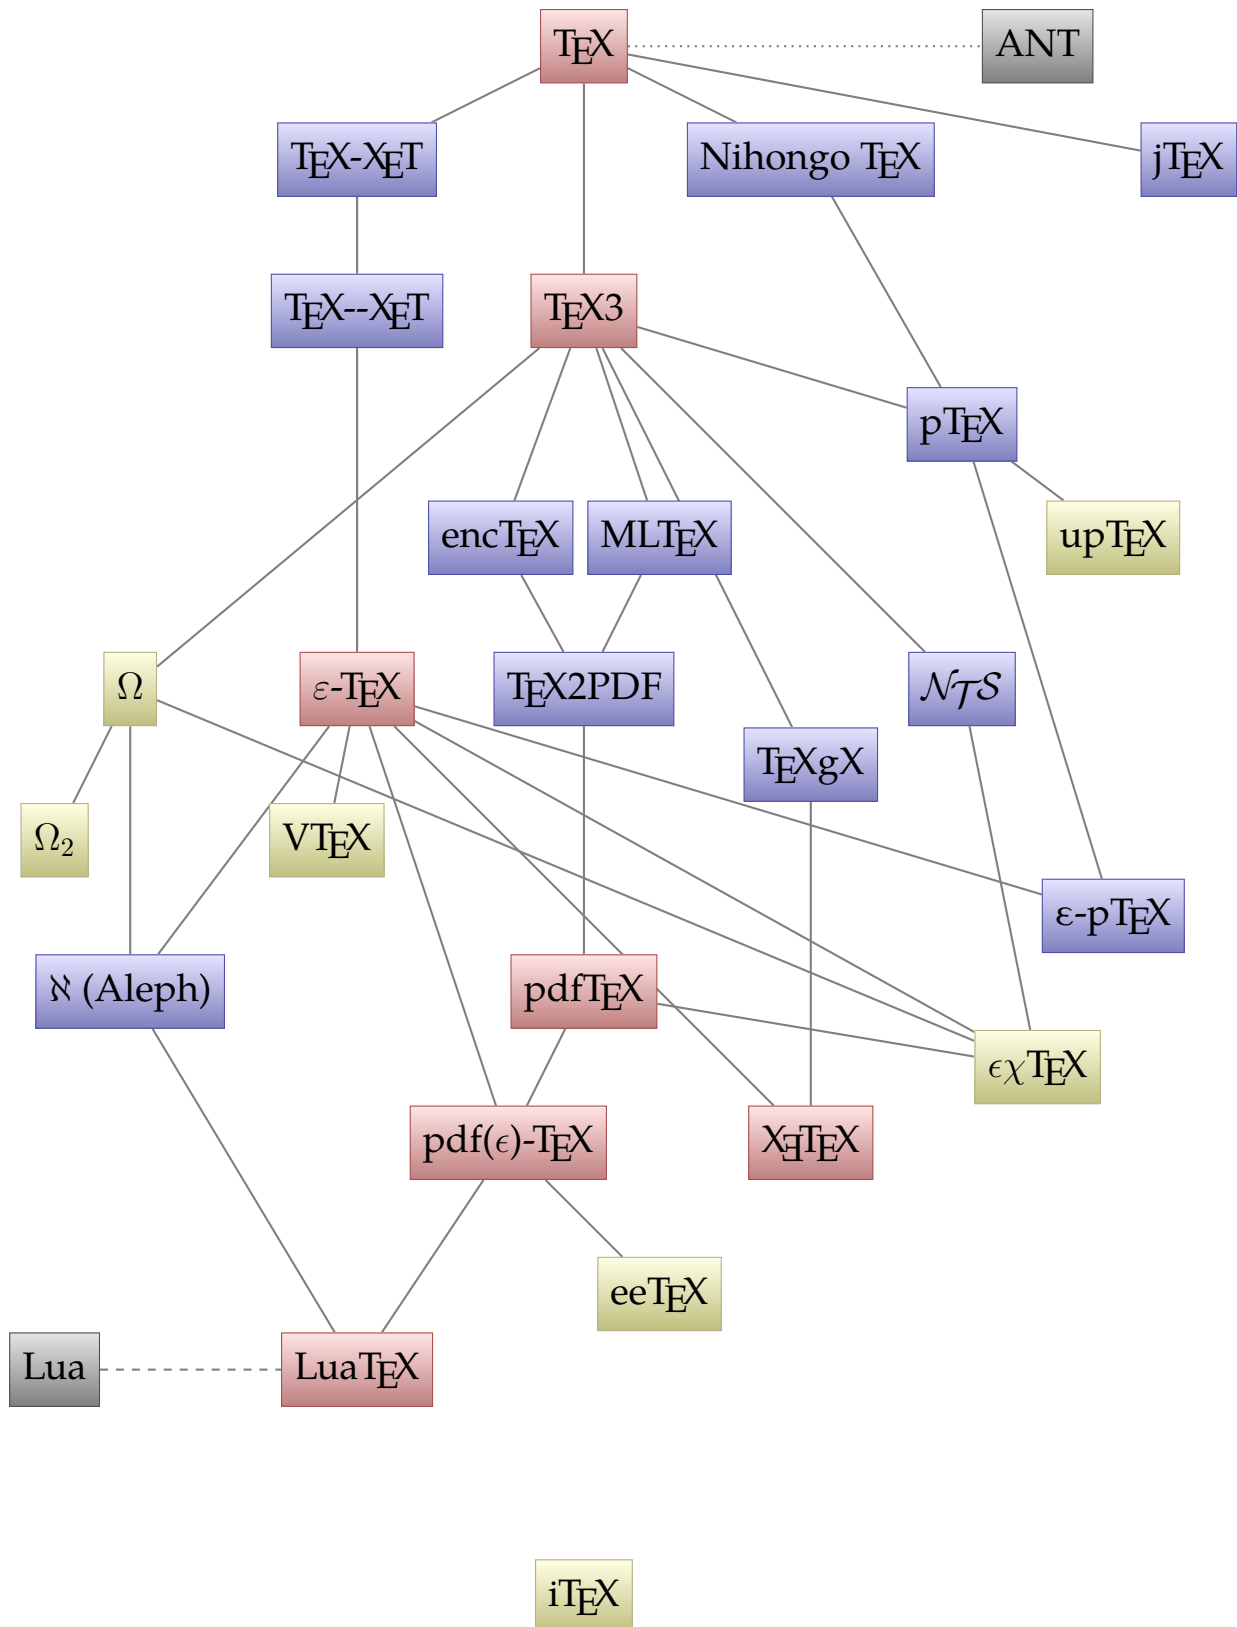 TEX
ANT
TEX-XET
Nihongo TEX
jTEX
TEX--XET
TEX3
pTEX
encTEX
MLTEX
upTEX
Ω
ε-TEX
TEX2PDF
NTS
TEXgX
Ω₂
VTEX
ε-pTEX
ℵ (Aleph)
pdfTEX
ϵχTEX
pdf(ϵ)-TEX
XƎTEX
eeTEX
Lua
LuaTEX
iTEX